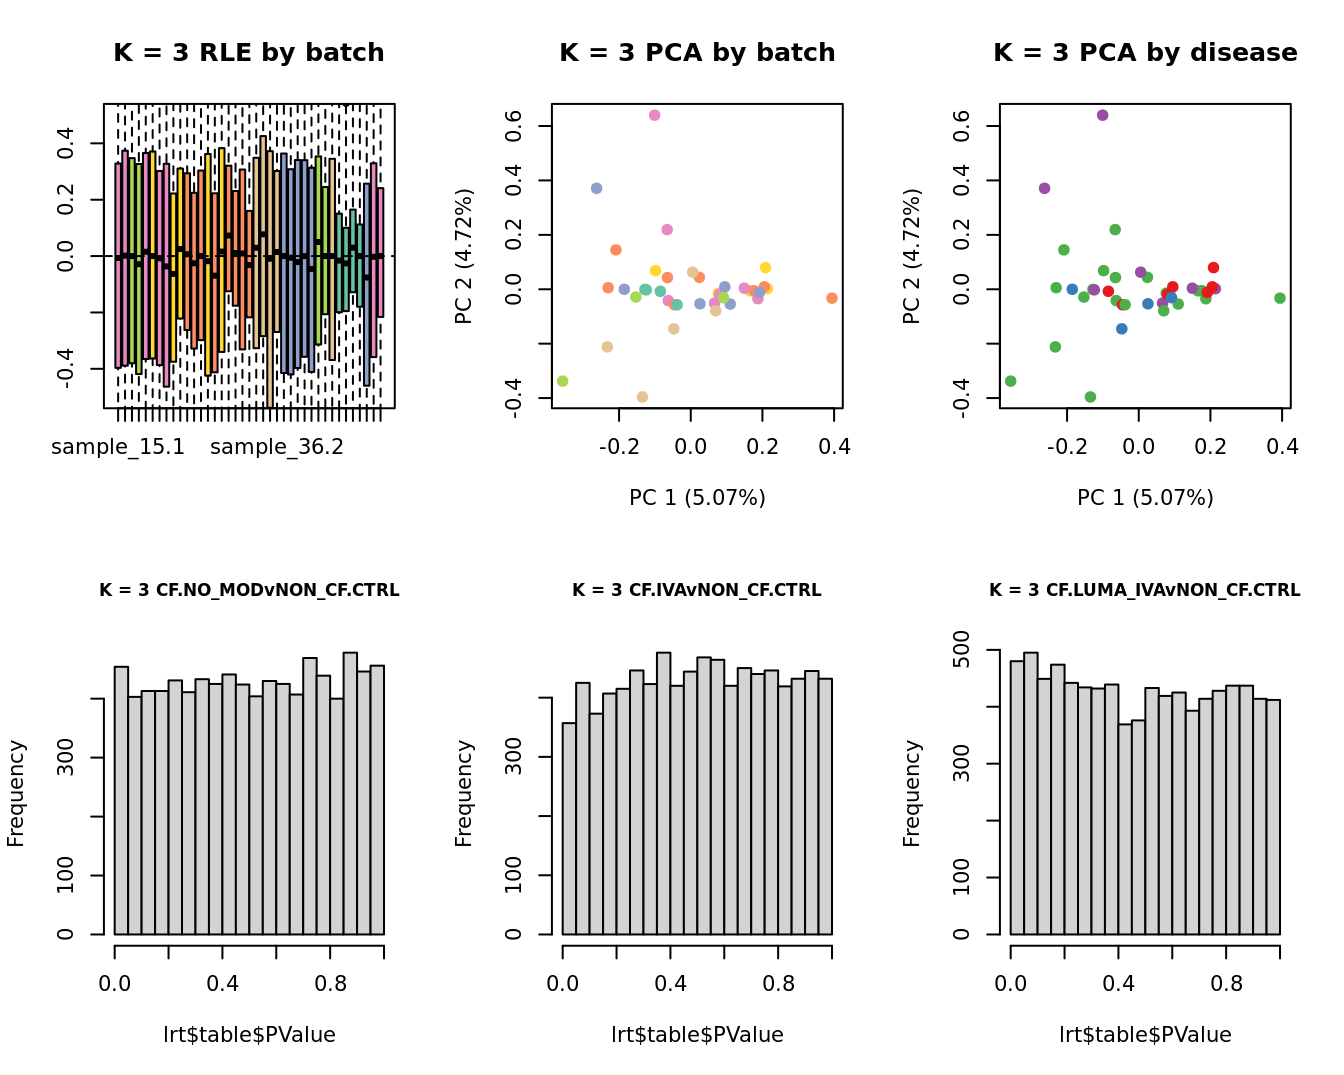 K = 3 RLE by batch
0.4
0.2
0.0
-0.4
sample_15.1 sample_36.2
K = 3 PCA by batch
PC 2 (4.72%)
0.6
0.4
0.2
0.0
-0.4
-0.2 0.0 0.2 0.4
PC 1 (5.07%)
K = 3 PCA by disease
PC 2 (4.72%)
0.6
0.4
0.2
0.0
-0.4
-0.2 0.0 0.2 0.4
PC 1 (5.07%)
K = 3 CF.NO_MODvNON_CF.CTRL
Frequency
300
100
0
0.0 0.4 0.8
lrt$table$PValue
K = 3 CF.IVAvNON_CF.CTRL
Frequency
300
100
0
0.0 0.4 0.8
lrt$table$PValue
K = 3 CF.LUMA_IVAvNON_CF.CTRL
Frequency
500
300
100
0
0.0 0.4 0.8
lrt$table$PValue